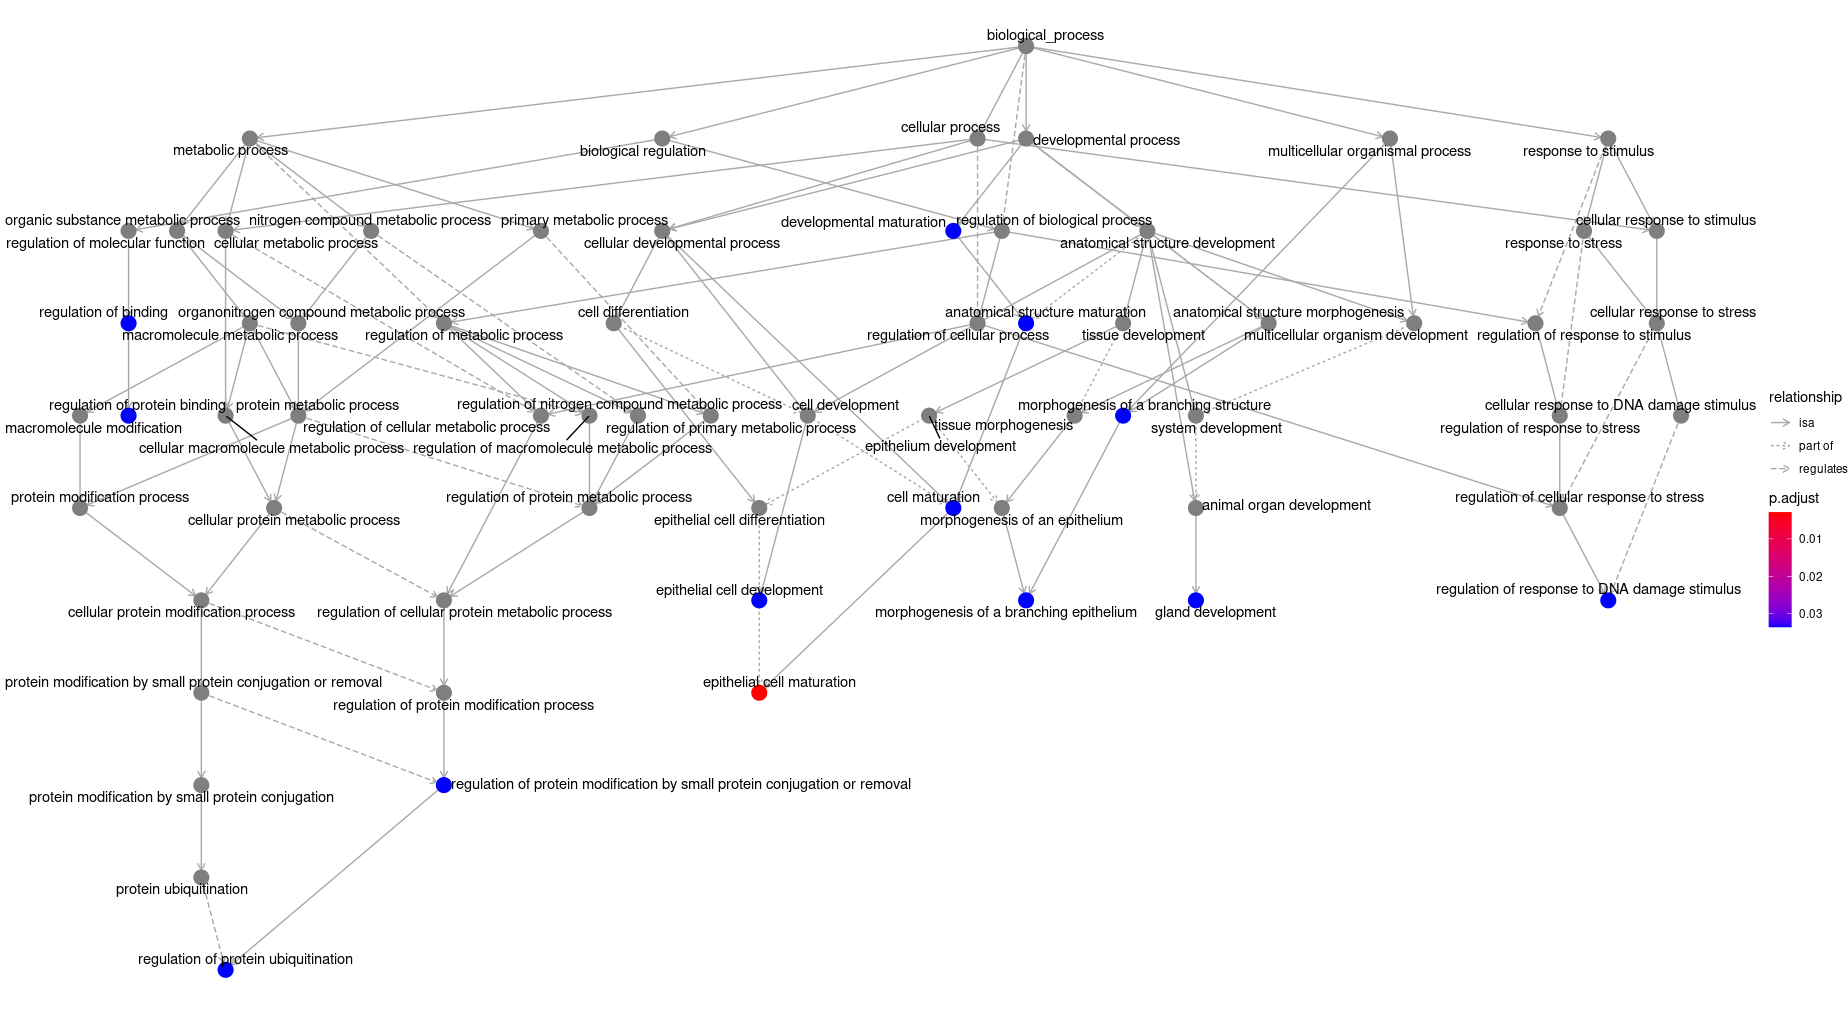 biological_process
cellular process
metabolic process
biological regulation
developmental process
multicellular organismal process
response to stimulus
organic substance metabolic process
nitrogen compound metabolic process
primary metabolic process
developmental maturation
regulation of biological process
cellular response to stimulus
regulation of molecular function
cellular metabolic process
cellular developmental process
anatomical structure development
response to stress
regulation of binding
organonitrogen compound metabolic process
cell differentiation
anatomical structure maturation
anatomical structure morphogenesis
cellular response to stress
macromolecule metabolic process
regulation of metabolic process
regulation of cellular process
tissue development
multicellular organism development
regulation of response to stimulus
regulation of protein binding
protein metabolic process
regulation of nitrogen compound metabolic process
cell development
morphogenesis of a branching structure
cellular response to DNA damage stimulus
macromolecule modification
regulation of cellular metabolic process
regulation of primary metabolic process
tissue morphogenesis
system development
regulation of response to stress
cellular macromolecule metabolic process
regulation of macromolecule metabolic process
epithelium development
protein modification process
regulation of protein metabolic process
cell maturation
regulation of cellular response to stress
cellular protein metabolic process
epithelial cell differentiation
morphogenesis of an epithelium
animal organ development
epithelial cell development
regulation of response to DNA damage stimulus
cellular protein modification process
regulation of cellular protein metabolic process
morphogenesis of a branching epithelium
gland development
protein modification by small protein conjugation or removal
epithelial cell maturation
regulation of protein modification process
protein modification by small protein conjugation
regulation of protein modification by small protein conjugation or removal
protein ubiquitination
regulation of protein ubiquitination
relationship
isa
part of
regulates
p.adjust
0.01
0.02
0.03